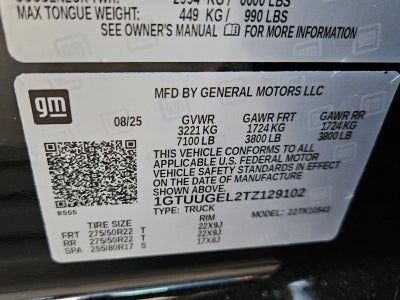 MAX TONGUE WEIGHT: 449 KG / 990 LBS
SEE OWNER'S MANUAL FOR MORE INFORMATION
gm
MFD BY GENERAL MOTORS LLC
08/25 GVWR GAWR FRT GAWR RR
3221 KG 1724 KG 1724 KG
7100 LB 3800 LB 3800 LB
THIS VEHICLE CONFORMS TO ALL APPLICABLE U.S. FEDERAL MOTOR
VEHICLE SAFETY STANDARDS IN EFFECT ON THE DATE OF MANUFACTURE
SHOWN ABOVE
1GTUUGEL2TZ129102
TYPE: TRUCK MODEL: 22TK10543
BSSS
TIRE SIZE RIM
FRT 275/50R22 T 22X9J
RR 275/50R22 T 22X9J
SPA 255/80R17 S 17X8J